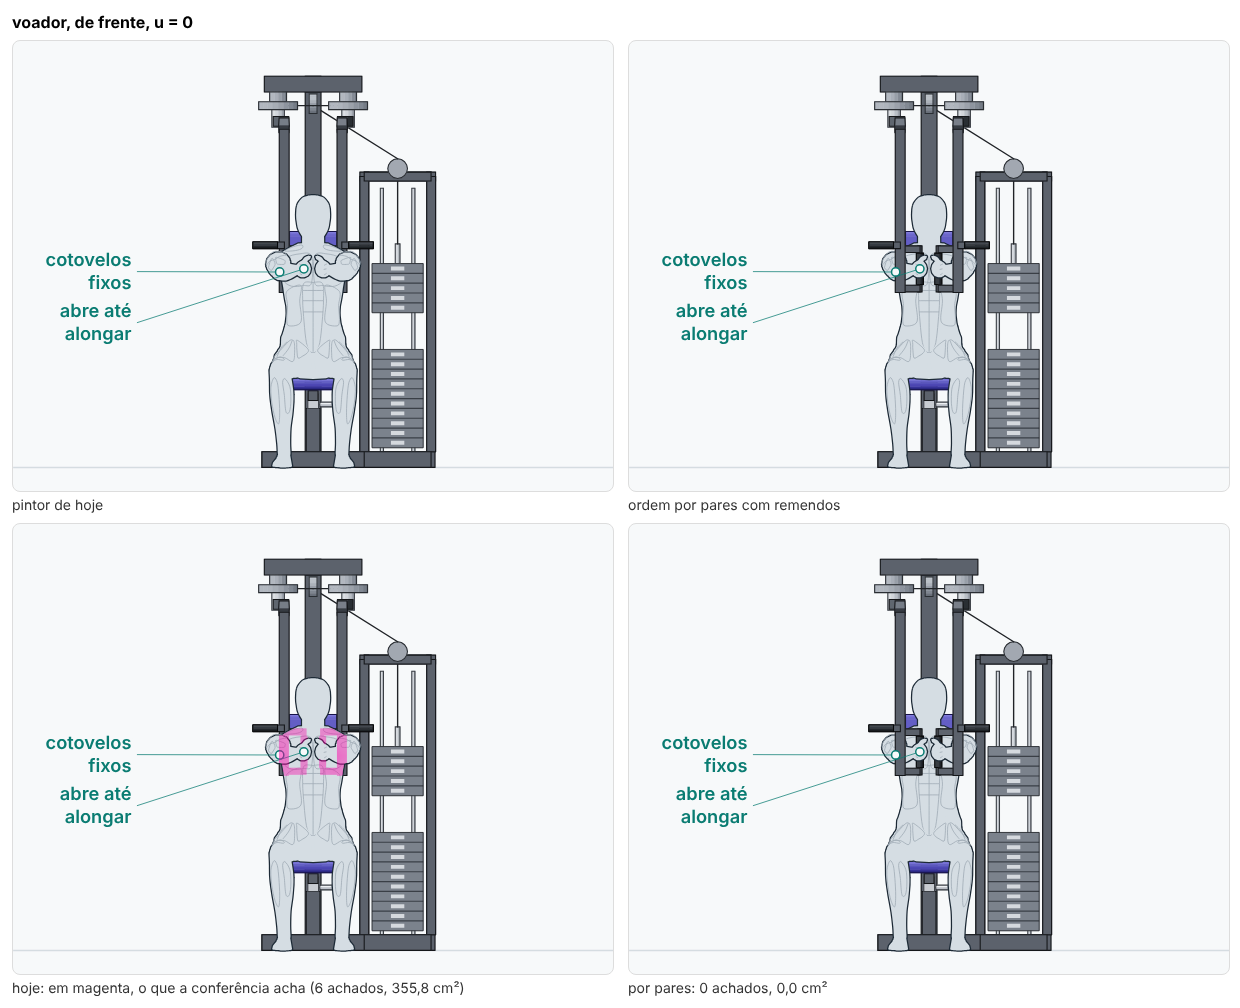 voador, de frente, u = 0
cotovelos
fixos
abre até
alongar
cotovelos
fixos
abre até
alongar
pintor de hoje
ordem por pares com remendos
cotovelos
fixos
abre até
alongar
cotovelos
fixos
abre até
alongar
hoje: em magenta, o que a conferência acha (6 achados, 355,8 cm²)
por pares: 0 achados, 0,0 cm²